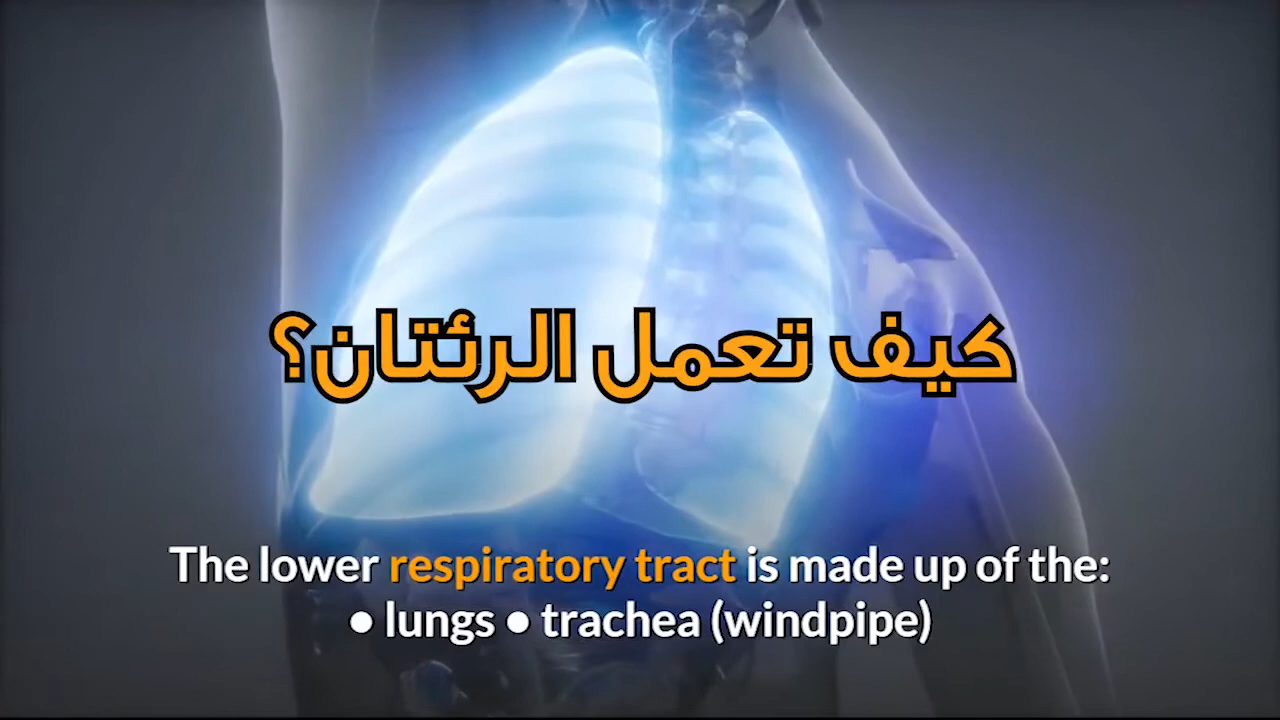 كيف تعمل الرئتان؟
The lower respiratory tract is made up of the:
● lungs ● trachea (windpipe)